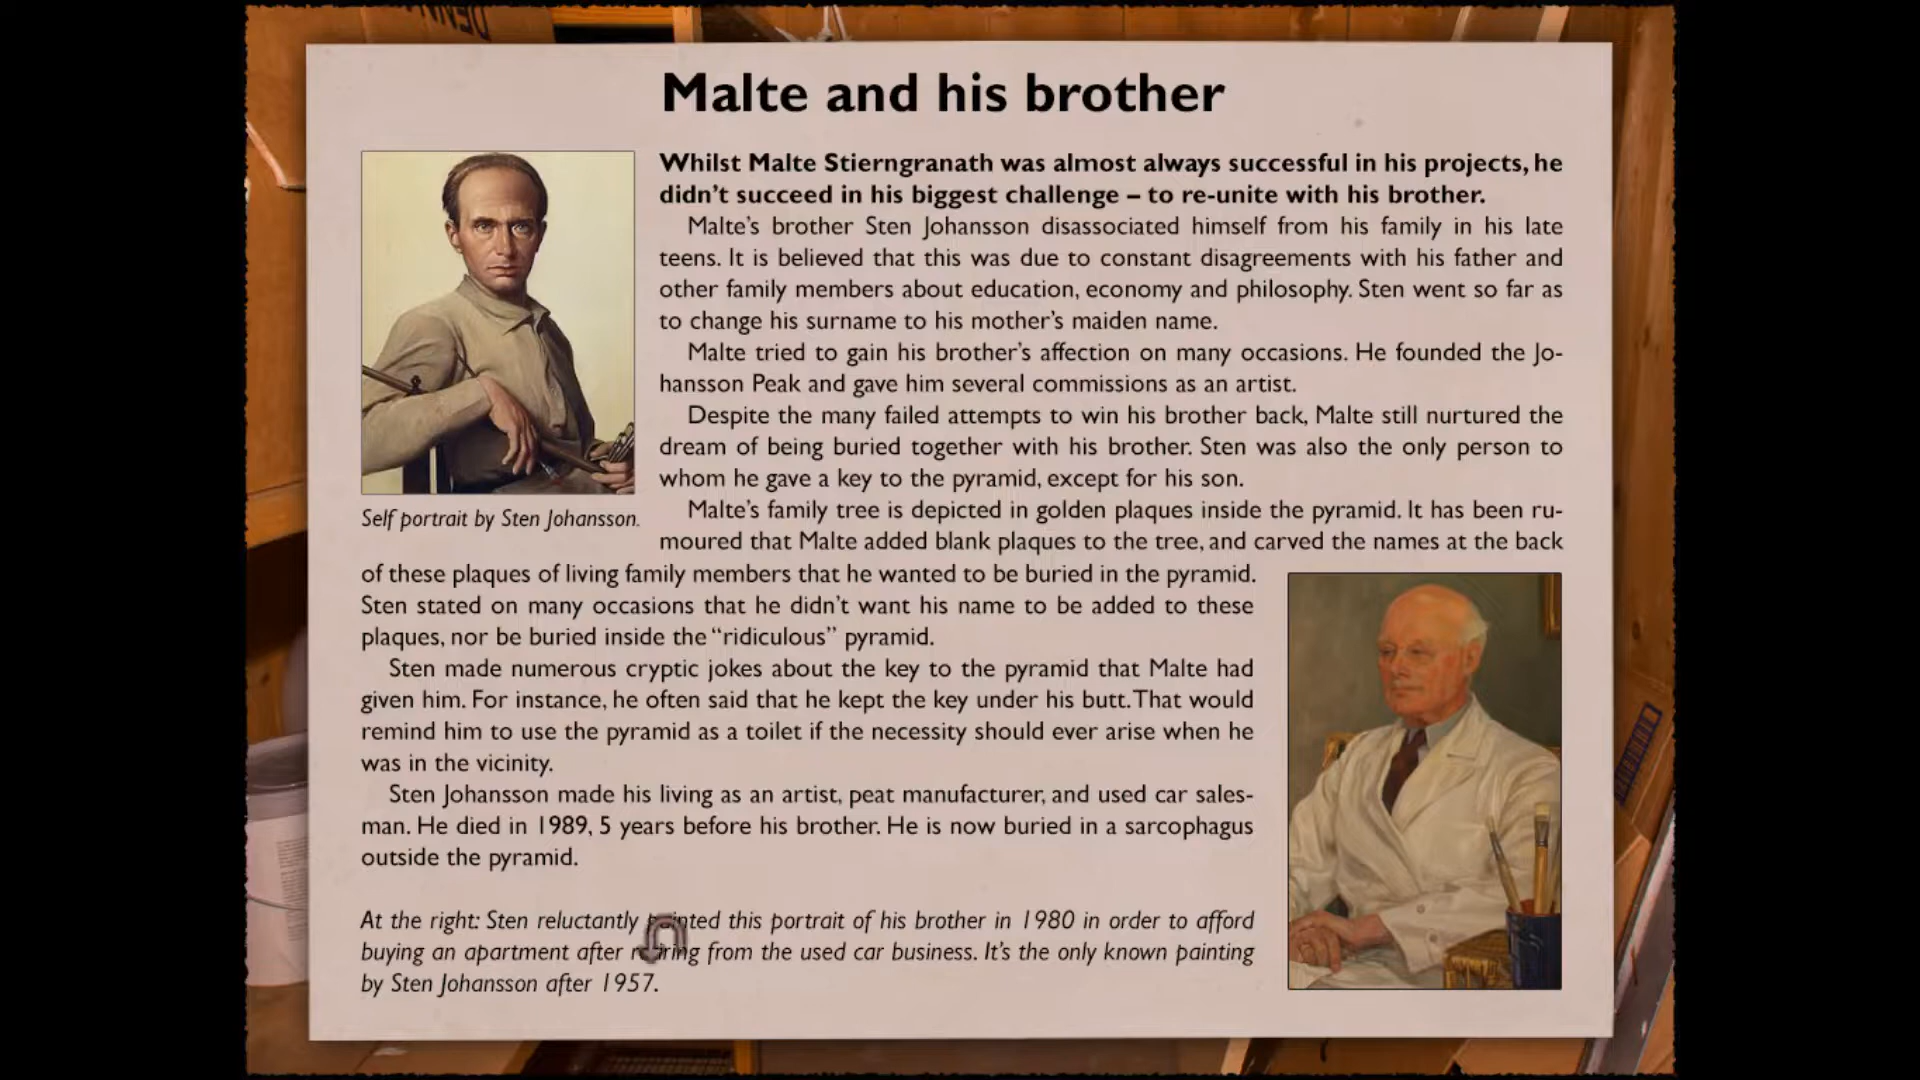 Malte and his brother
Whilst Malte Stierngranath was almost always successful in his projects, he
didn't succeed in his biggest challenge – to re-unite with his brother.
Malte's brother Sten Johansson disassociated himself from his family in his late
teens. It is believed that this was due to constant disagreements with his father and
other family members about education, economy and philosophy. Sten went so far as
to change his surname to his mother's maiden name.
Malte tried to gain his brother's affection on many occasions. He founded the Jo-
hansson Peak and gave him several commissions as an artist.
Despite the many failed attempts to win his brother back, Malte still nurtured the
dream of being buried together with his brother. Sten was also the only person to
whom he gave a key to the pyramid, except for his son.
Self portrait by Sten Johansson.
Malte's family tree is depicted in golden plaques inside the pyramid. It has been ru-
moured that Malte added blank plaques to the tree, and carved the names at the back
of these plaques of living family members that he wanted to be buried in the pyramid.
Sten stated on many occasions that he didn't want his name to be added to these
plaques, nor be buried inside the “ridiculous” pyramid.
Sten made numerous cryptic jokes about the key to the pyramid that Malte had
given him. For instance, he often said that he kept the key under his butt. That would
remind him to use the pyramid as a toilet if the necessity should ever arise when he
was in the vicinity.
Sten Johansson made his living as an artist, peat manufacturer, and used car sales-
man. He died in 1989, 5 years before his brother. He is now buried in a sarcophagus
outside the pyramid.
At the right: Sten reluctantly painted this portrait of his brother in 1980 in order to afford
buying an apartment after retiring from the used car business. It's the only known painting
by Sten Johansson after 1957.